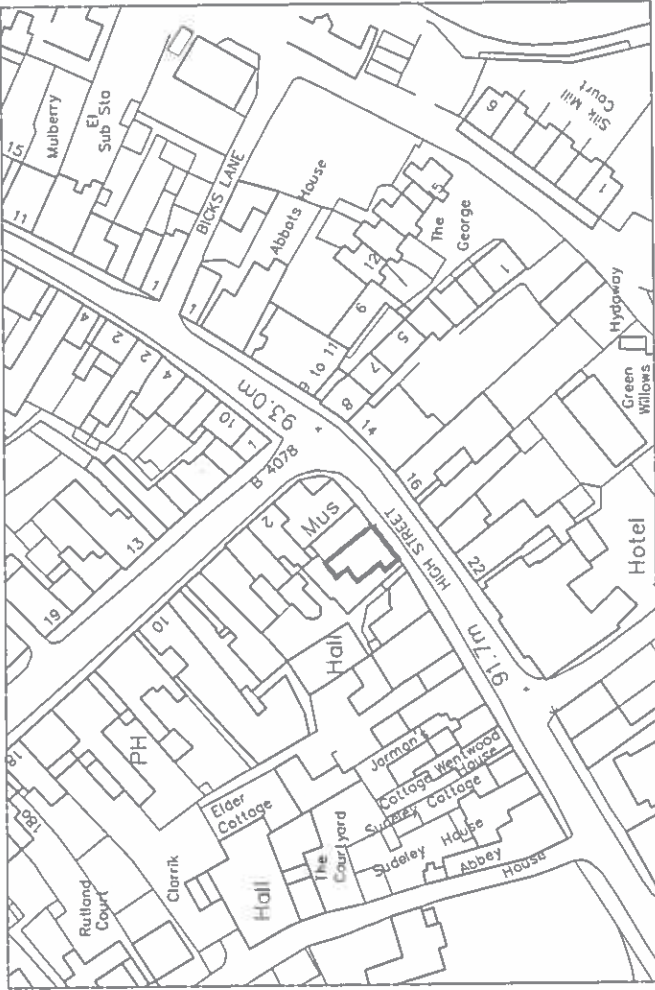 15
Mulberry
El
Sub Sta
11
1
BICKS LANE
1
Abbots House
4
2
2
4
10
1
93.0m
B 4078
9 to 11
6
12
5
The
George
5
7
8
14
1
6
Silk Mill
Court
1
Hydaway
Green
Willows
Hotel
16
22
HIGH STREET
91.7m
Mus
2
13
19
10
Hall
PH
18
18a
Rutland
Court
Clarrik
Elder
Cottage
Hall
The
Courtyard
Jarman's
Cottage
Wentwood
House
Sudeley
Cottage
Sudeley
House
Abbey
House